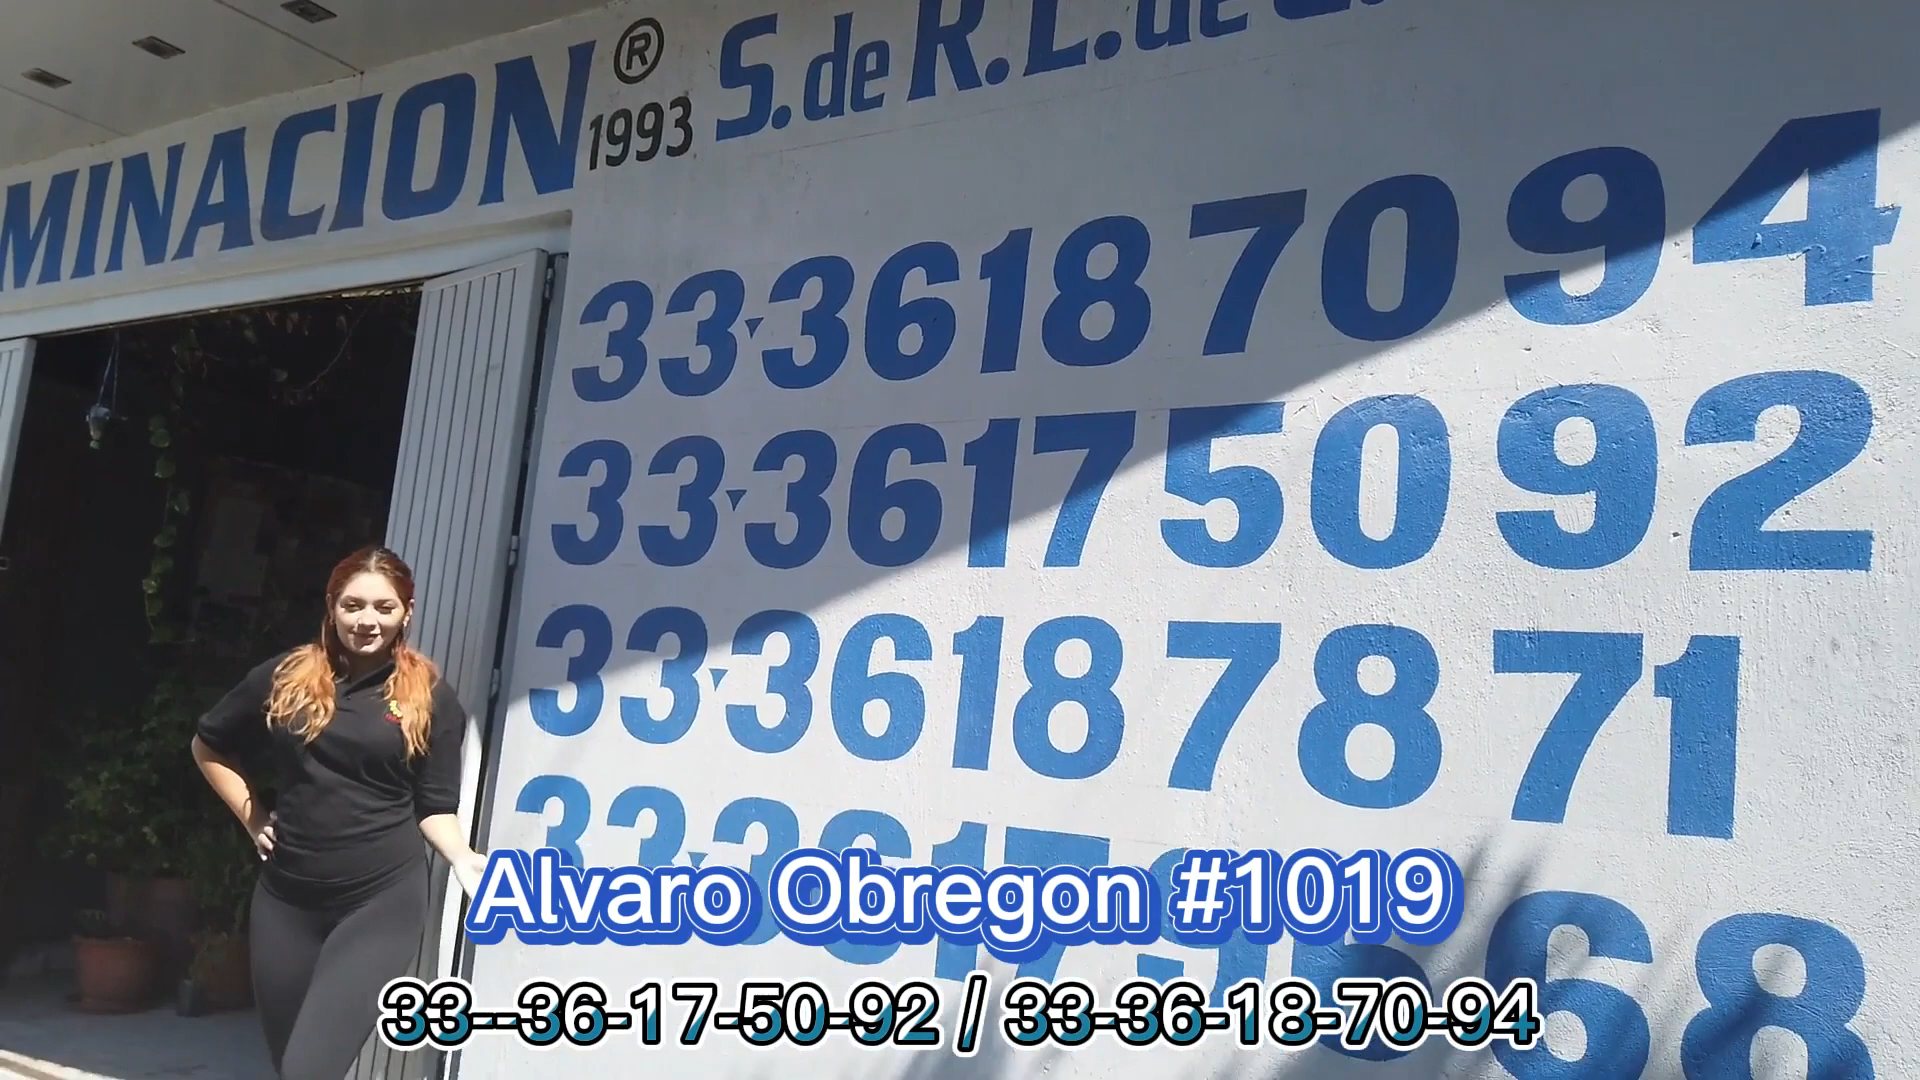 MINACION® 1993 S. de R.L. de
33 36187094
33 36175092
33 36187871
Alvaro Obregon #1019
33--36-17-50-92 / 33-36-18-70-94